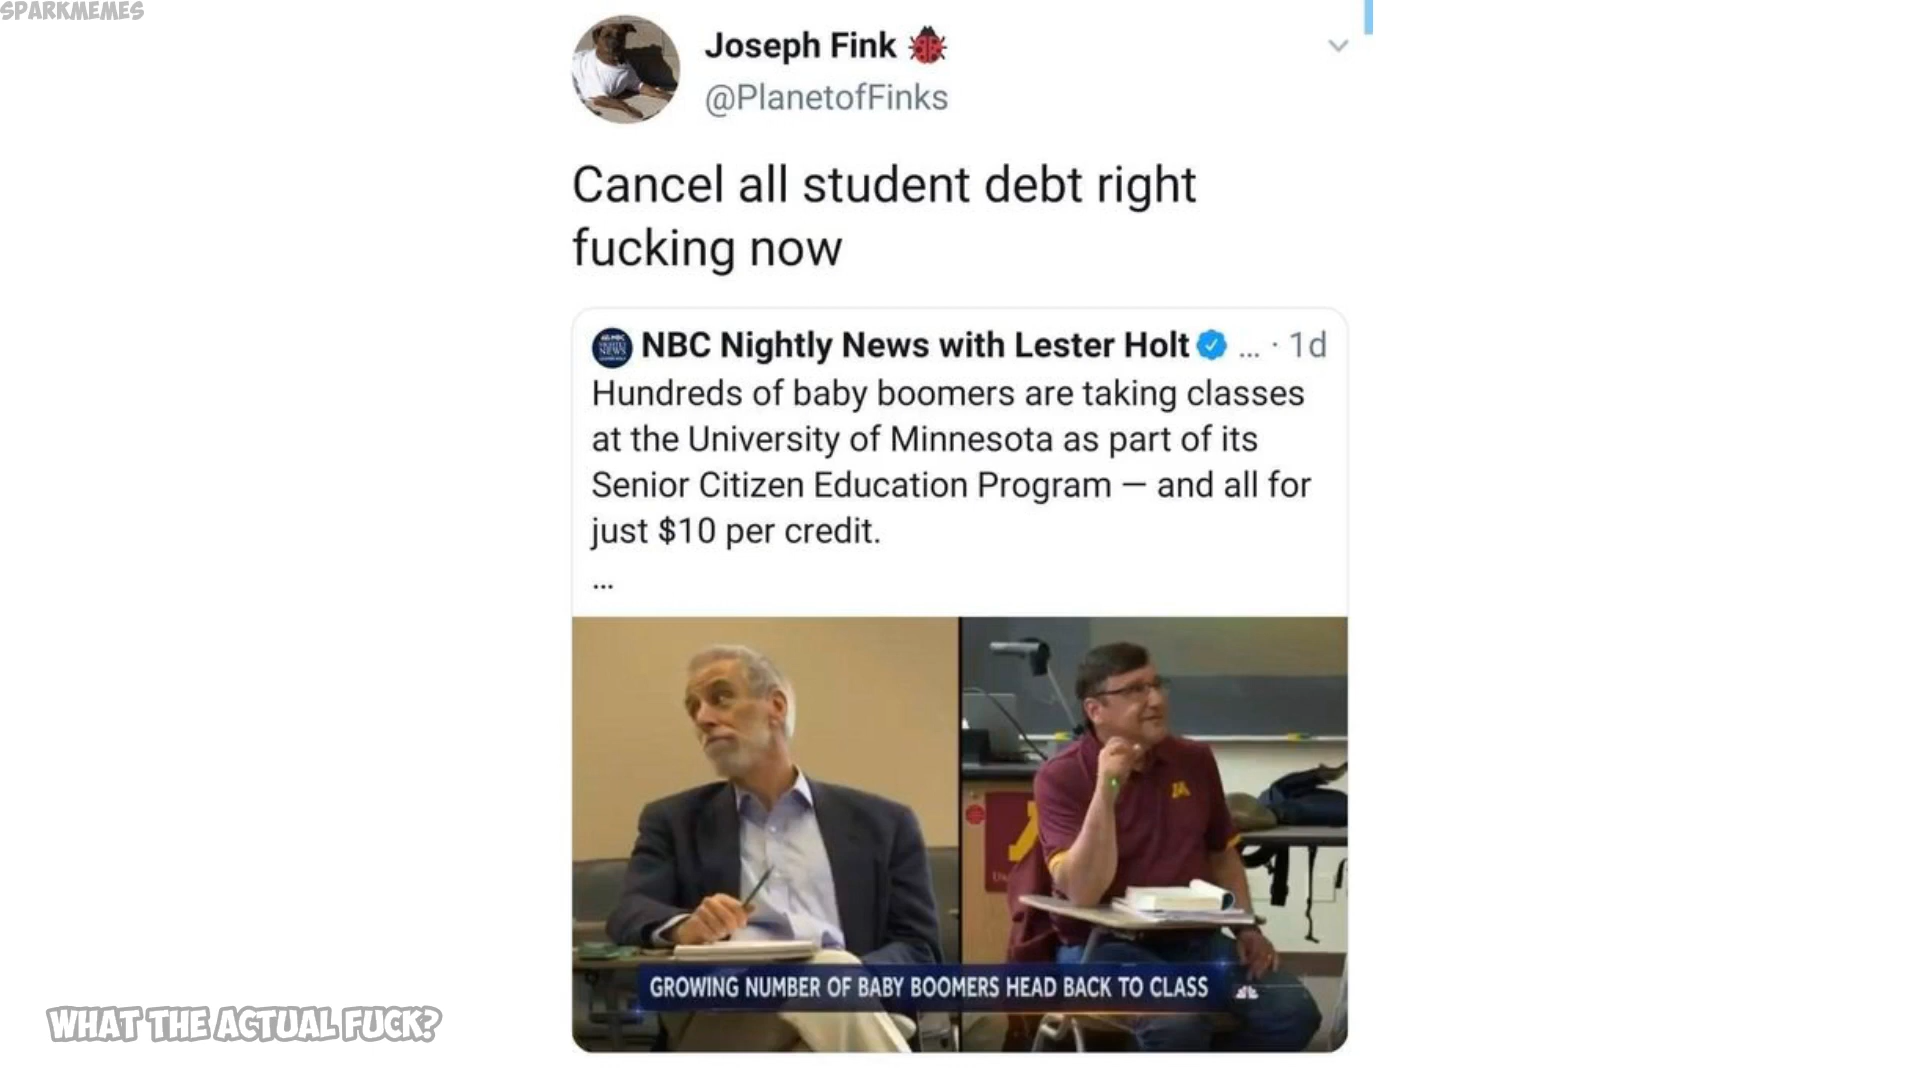 SPARKMEMES
Joseph Fink 🐞
@PlanetofFinks
Cancel all student debt right
fucking now
NBC Nightly News with Lester Holt ... · 1d
Hundreds of baby boomers are taking classes
at the University of Minnesota as part of its
Senior Citizen Education Program — and all for
just $10 per credit.
...
GROWING NUMBER OF BABY BOOMERS HEAD BACK TO CLASS
WHAT THE ACTUAL FUCK?